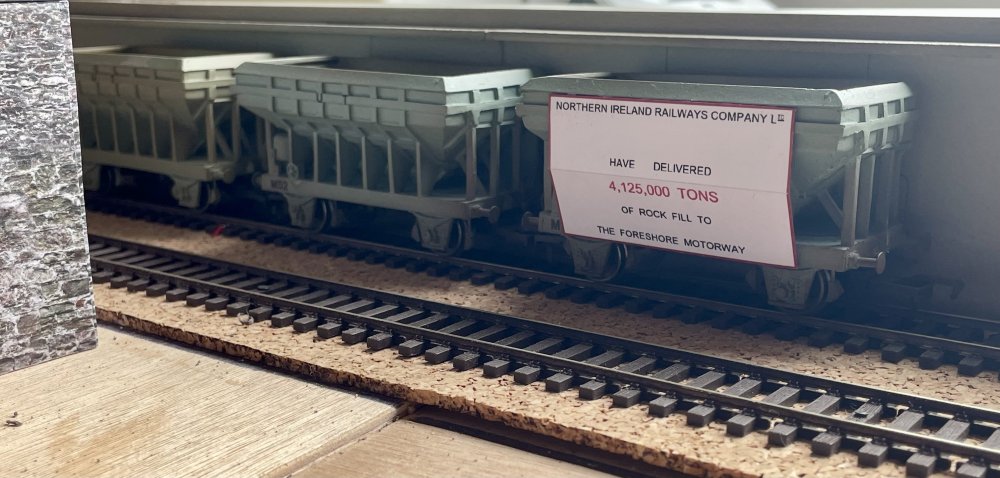 NORTHERN IRELAND RAILWAYS COMPANY LTD
HAVE DELIVERED
4,125,000 TONS
OF ROCK FILL TO
THE FORESHORE MOTORWAY